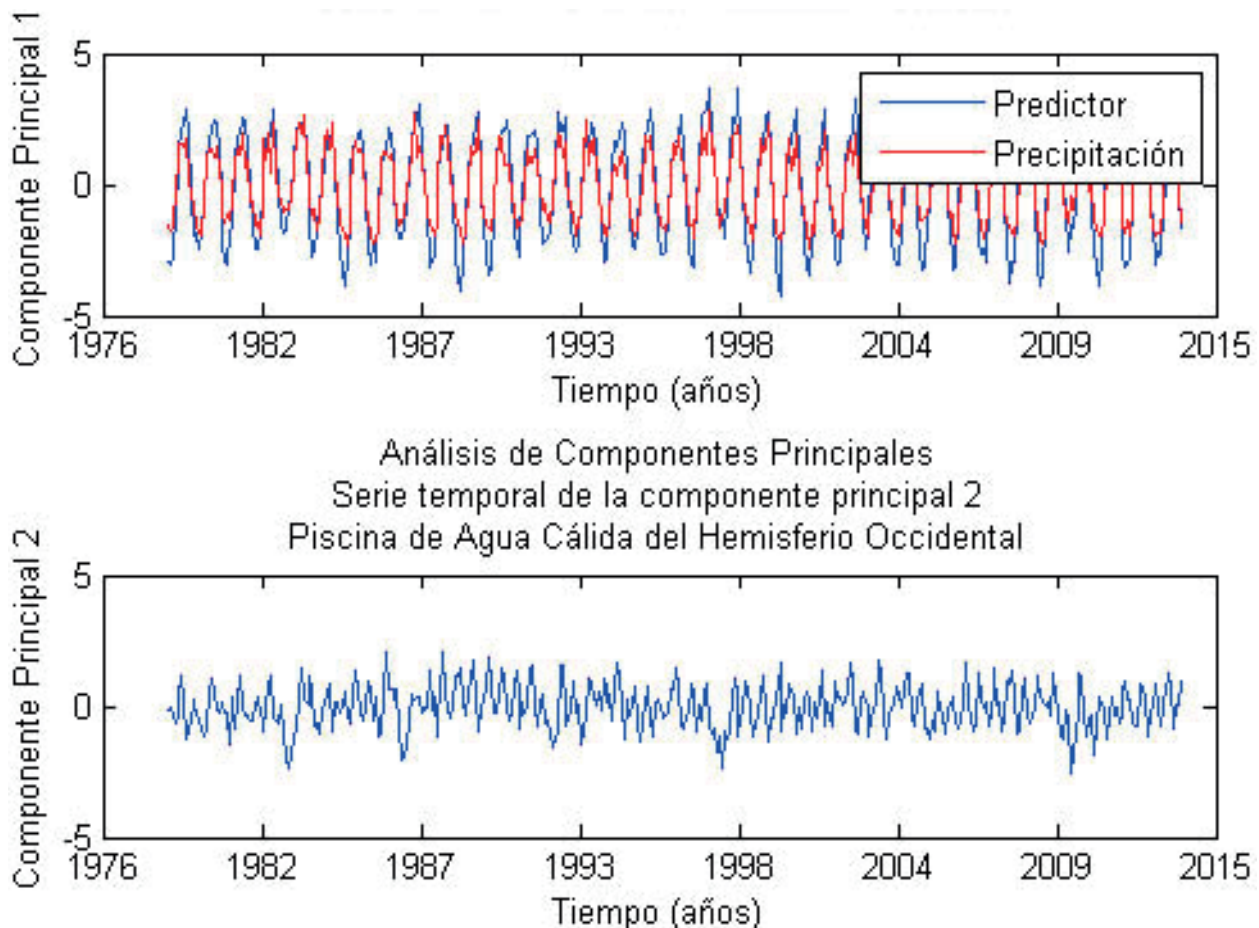 Componente Principal 1
5
0
-5
Predictor
Precipitación
1976 1982 1987 1993 1998 2004 2009 2015
Tiempo (años)
Análisis de Componentes Principales
Serie temporal de la componente principal 2
Piscina de Agua Cálida del Hemisferio Occidental
Componente Principal 2
5
0
-5
1976 1982 1987 1993 1998 2004 2009 2015
Tiempo (años)